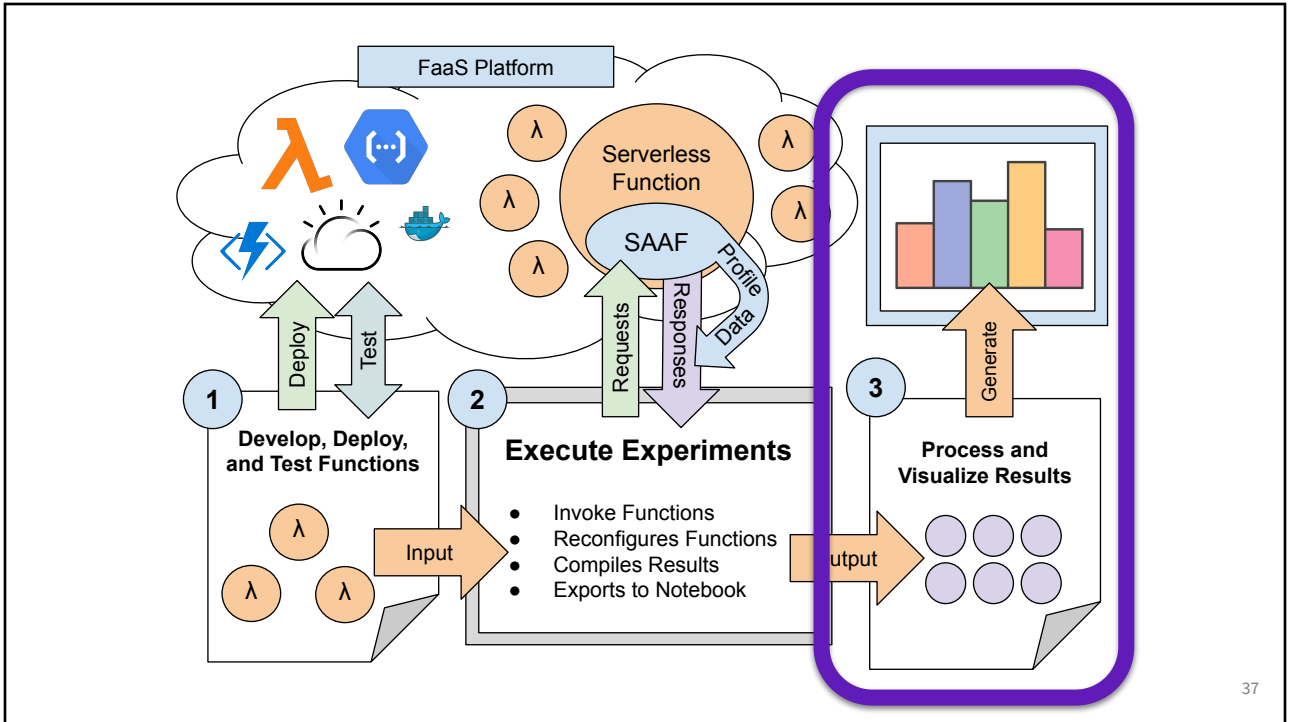 FaaS Platform
λ
λ
λ
Serverless
Function
SAAF
λ
λ
Profile
Data
Deploy
Test
Requests
Responses
Generate
1
Develop, Deploy,
and Test Functions
λ
λ
λ
Input
2
Execute Experiments
● Invoke Functions
● Reconfigures Functions
● Compiles Results
● Exports to Notebook
utput
3
Process and
Visualize Results
37